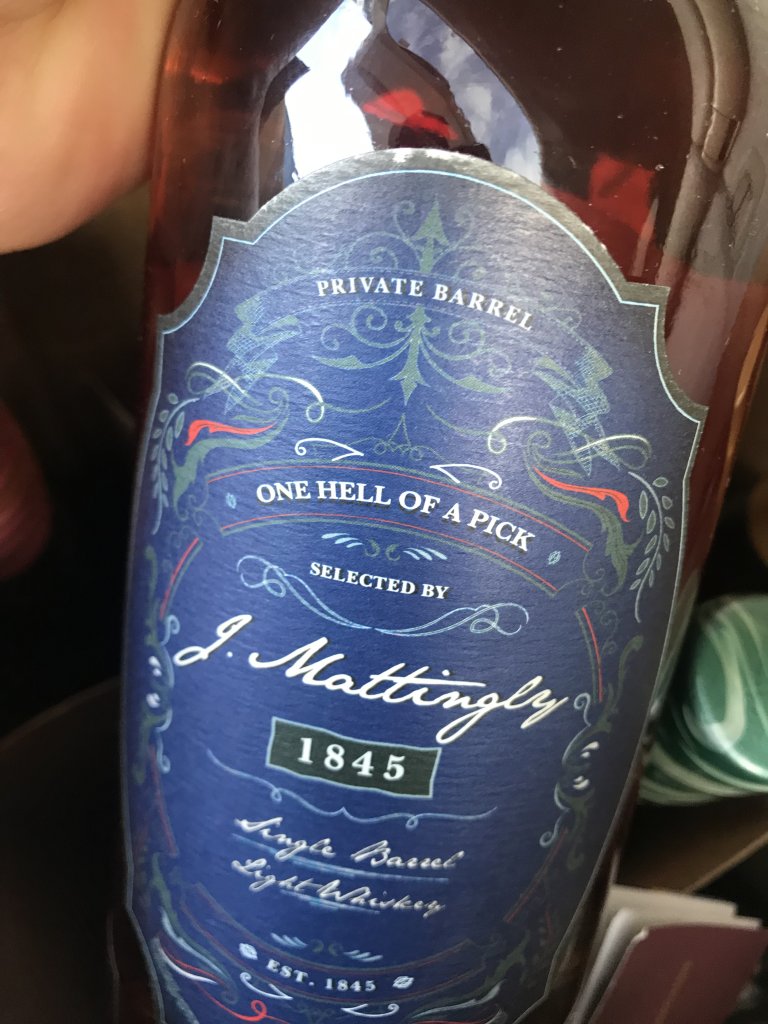 PRIVATE BARREL
ONE HELL OF A PICK
SELECTED BY
J. Mattingly
1845
Single Barrel
Light Whiskey
EST. 1845